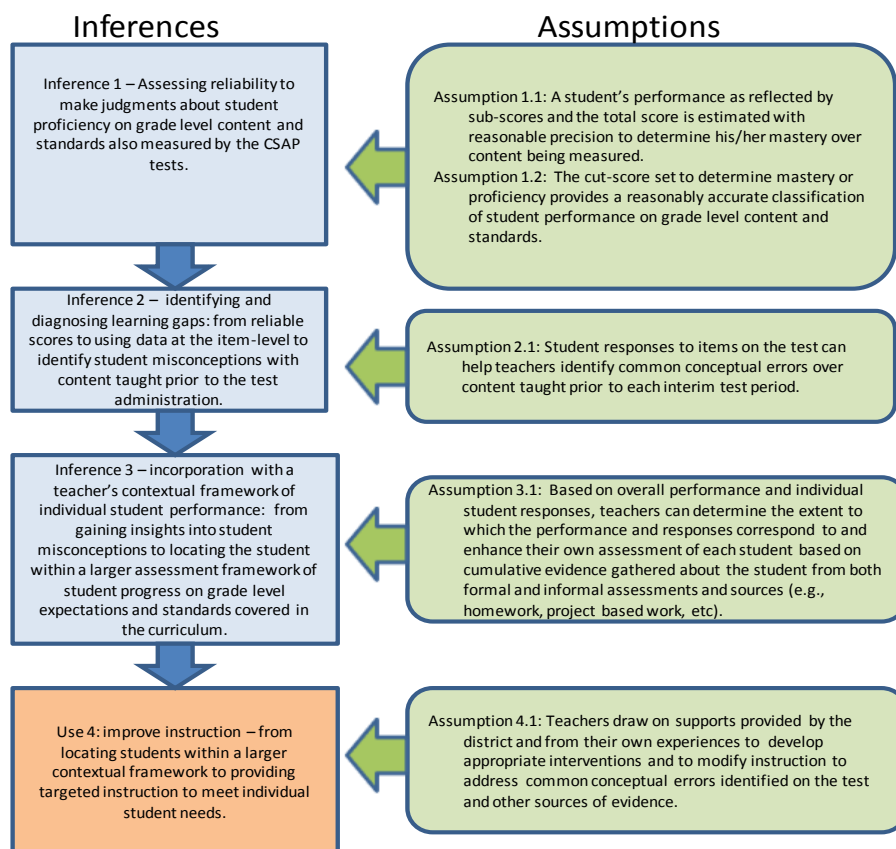 Inferences
Assumptions
Inference 1 – Assessing reliability to
make judgments about student
proficiency on grade level content and
standards also measured by the CSAP
tests.
Assumption 1.1: A student's performance as reflected by
sub-scores and the total score is estimated with
reasonable precision to determine his/her mastery over
content being measured.
Assumption 1.2: The cut-score set to determine mastery or
proficiency provides a reasonably accurate classification
of student performance on grade level content and
standards.
Inference 2 – identifying and
diagnosing learning gaps: from reliable
scores to using data at the item-level to
identify student misconceptions with
content taught prior to the test
administration.
Assumption 2.1: Student responses to items on the test can
help teachers identify common conceptual errors over
content taught prior to each interim test period.
Inference 3 – incorporation with a
teacher's contextual framework of
individual student performance: from
gaining insights into student
misconceptions to locating the student
within a larger assessment framework of
student progress on grade level
expectations and standards covered in
the curriculum.
Assumption 3.1: Based on overall performance and individual
student responses, teachers can determine the extent to
which the performance and responses correspond to and
enhance their own assessment of each student based on
cumulative evidence gathered about the student from both
formal and informal assessments and sources (e.g.,
homework, project based work, etc).
Use 4: improve instruction – from
locating students within a larger
contextual framework to providing
targeted instruction to meet individual
student needs.
Assumption 4.1: Teachers draw on supports provided by the
district and from their own experiences to develop
appropriate interventions and to modify instruction to
address common conceptual errors identified on the test
and other sources of evidence.